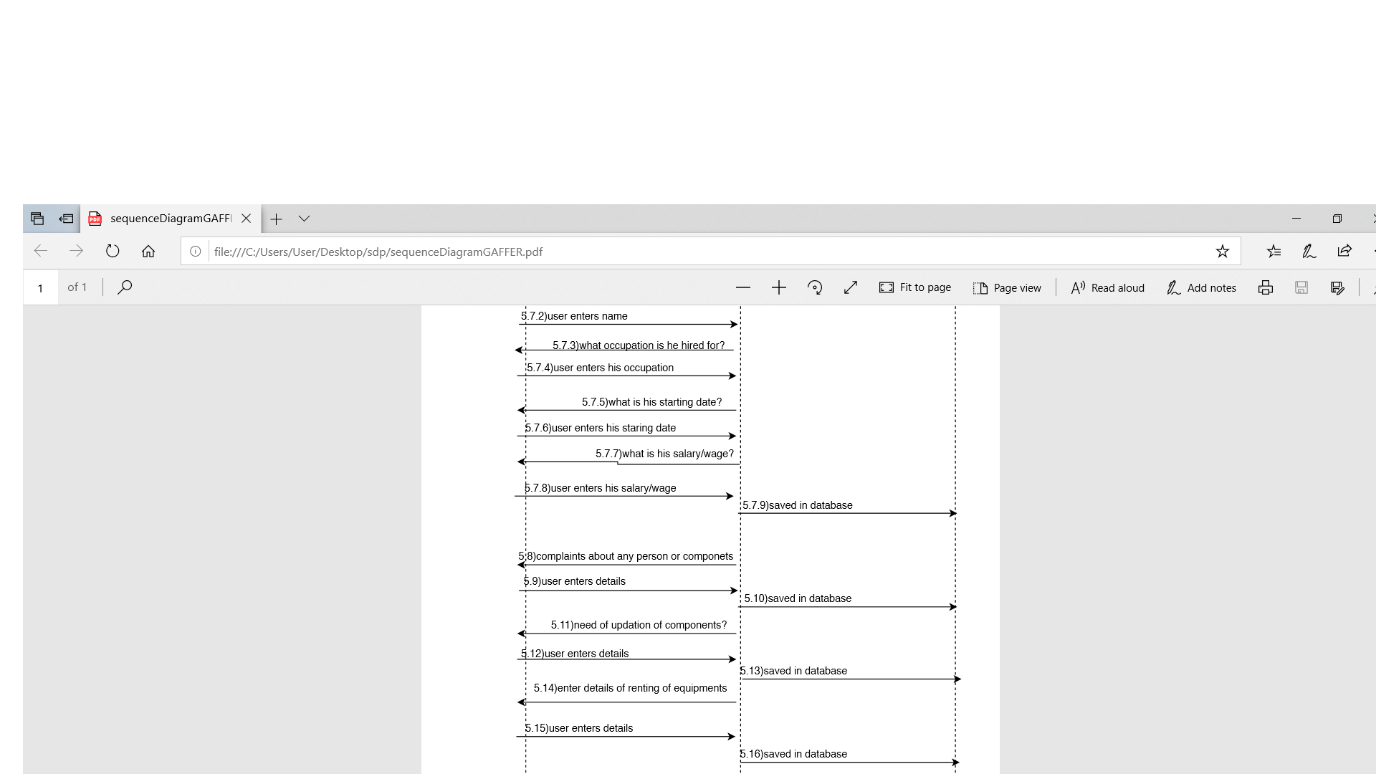 sequenceDiagramGAFFI
file:///C:/Users/User/Desktop/sdp/sequenceDiagramGAFFER.pdf
1 of 1 Fit to page Page view Read aloud Add notes
5.7.2)user enters name
5.7.3)what occupation is he hired for?
5.7.4)user enters his occupation
5.7.5)what is his starting date?
5.7.6)user enters his staring date
5.7.7)what is his salary/wage?
5.7.8)user enters his salary/wage
5.7.9)saved in database
5.8)complaints about any person or componets
5.9)user enters details
5.10)saved in database
5.11)need of updation of components?
5.12)user enters details
5.13)saved in database
5.14)enter details of renting of equipments
5.15)user enters details
5.16)saved in database